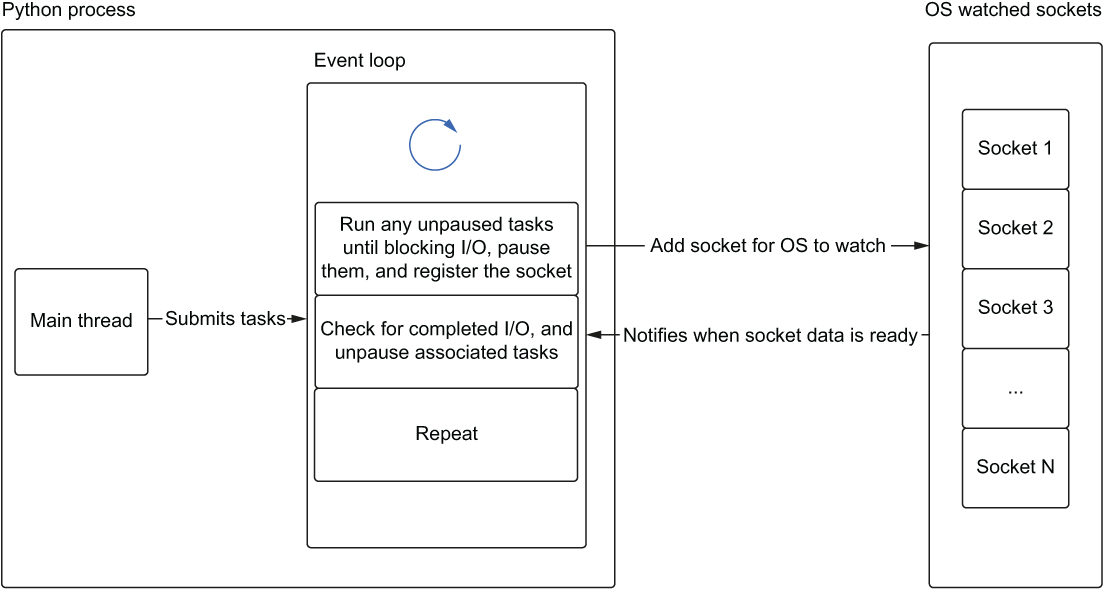 Python process
OS watched sockets
Event loop
Run any unpaused tasks
until blocking I/O, pause
them, and register the socket
Check for completed I/O, and
unpause associated tasks
Repeat
Main thread
Submits tasks
Add socket for OS to watch
Notifies when socket data is ready
Socket 1
Socket 2
Socket 3
...
Socket N